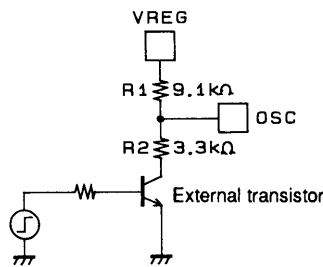 VREG
R1 9.1kΩ
OSC
R2 3.3kΩ
External transistor